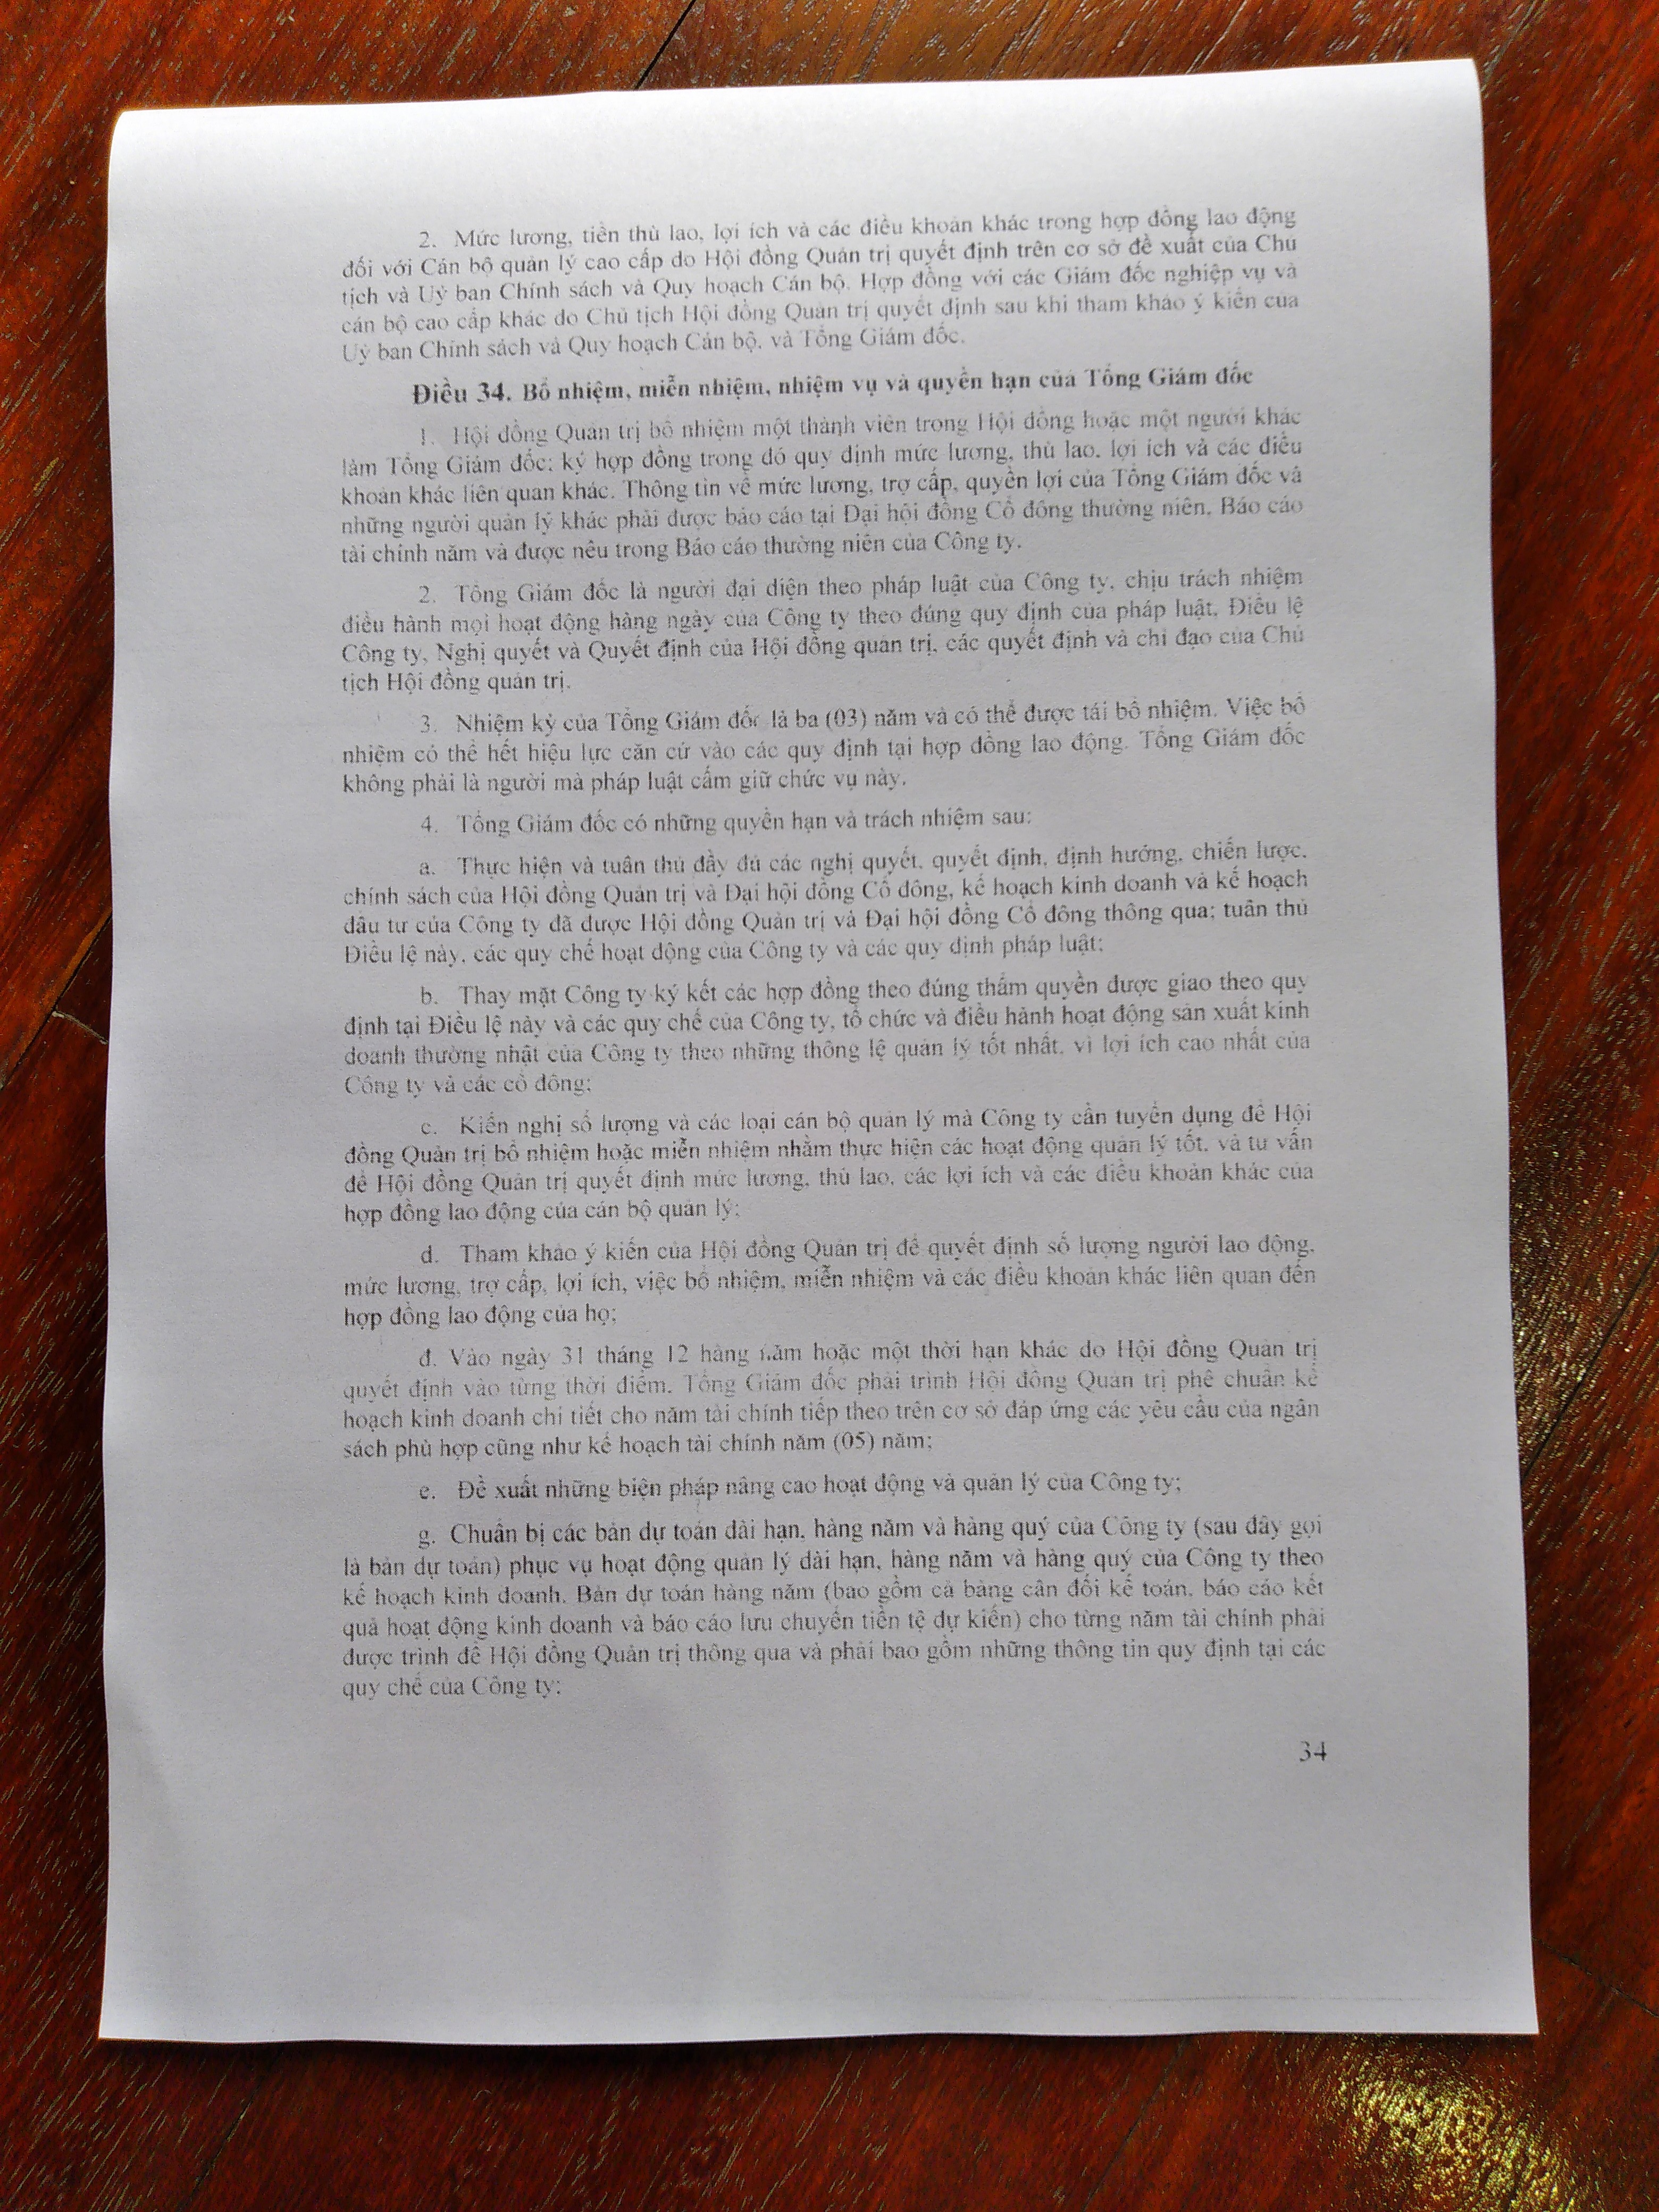 2. Mức lương, tiền thù lao, lợi ích và các điều khoản khác trong hợp đồng lao động
đối với Cán bộ quản lý cao cấp do Hội đồng Quản trị quyết định trên cơ sở đề xuất của Chủ
tịch và Uỷ ban Chính sách và Quy hoạch Cán bộ. Hợp đồng với các Giám đốc nghiệp vụ và
cán bộ cao cấp khác do Chủ tịch Hội đồng Quản trị quyết định sau khi tham khảo ý kiến của
Uỷ ban Chính sách và Quy hoạch Cán bộ, và Tổng Giám đốc.
Điều 34. Bổ nhiệm, miễn nhiệm, nhiệm vụ và quyền hạn của Tổng Giám đốc
1. Hội đồng Quản trị bổ nhiệm một thành viên trong Hội đồng hoặc một người khác
làm Tổng Giám đốc; ký hợp đồng trong đó quy định mức lương, thù lao, lợi ích và các điều
khoản khác liên quan khác. Thông tin về mức lương, trợ cấp, quyền lợi của Tổng Giám đốc và
những người quản lý khác phải được báo cáo tại Đại hội đồng Cổ đông thường niên, Báo cáo
tài chính năm và được nêu trong Báo cáo thường niên của Công ty.
2. Tổng Giám đốc là người đại diện theo pháp luật của Công ty, chịu trách nhiệm
điều hành mọi hoạt động hàng ngày của Công ty theo đúng quy định của pháp luật, Điều lệ
Công ty, Nghị quyết và Quyết định của Hội đồng quản trị, các quyết định và chỉ đạo của Chủ
tịch Hội đồng quản trị.
3. Nhiệm kỳ của Tổng Giám đốc là ba (03) năm và có thể được tái bổ nhiệm. Việc bổ
nhiệm có thể hết hiệu lực căn cứ vào các quy định tại hợp đồng lao động. Tổng Giám đốc
không phải là người mà pháp luật cấm giữ chức vụ này.
4. Tổng Giám đốc có những quyền hạn và trách nhiệm sau:
a. Thực hiện và tuân thủ đầy đủ các nghị quyết, quyết định, định hướng, chiến lược,
chính sách của Hội đồng Quản trị và Đại hội đồng Cổ đông, kế hoạch kinh doanh và kế hoạch
đầu tư của Công ty đã được Hội đồng Quản trị và Đại hội đồng Cổ đông thông qua; tuân thủ
Điều lệ này, các quy chế hoạt động của Công ty và các quy định pháp luật;
b. Thay mặt Công ty ký kết các hợp đồng theo đúng thẩm quyền được giao theo quy
định tại Điều lệ này và các quy chế của Công ty, tổ chức và điều hành hoạt động sản xuất kinh
doanh thường nhật của Công ty theo những thông lệ quản lý tốt nhất, vì lợi ích cao nhất của
Công ty và các cổ đông;
c. Kiến nghị số lượng và các loại cán bộ quản lý mà Công ty cần tuyển dụng để Hội
đồng Quản trị bổ nhiệm hoặc miễn nhiệm nhằm thực hiện các hoạt động quản lý tốt, và tư vấn
để Hội đồng Quản trị quyết định mức lương, thù lao, các lợi ích và các điều khoản khác của
hợp đồng lao động của cán bộ quản lý;
d. Tham khảo ý kiến của Hội đồng Quản trị để quyết định số lượng người lao động,
mức lương, trợ cấp, lợi ích, việc bổ nhiệm, miễn nhiệm và các điều khoản khác liên quan đến
hợp đồng lao động của họ;
đ. Vào ngày 31 tháng 12 hàng năm hoặc một thời hạn khác do Hội đồng Quản trị
quyết định vào từng thời điểm, Tổng Giám đốc phải trình Hội đồng Quản trị phê chuẩn kế
hoạch kinh doanh chi tiết cho năm tài chính tiếp theo trên cơ sở đáp ứng các yêu cầu của ngân
sách phù hợp cũng như kế hoạch tài chính năm (05) năm;
e. Đề xuất những biện pháp nâng cao hoạt động và quản lý của Công ty;
g. Chuẩn bị các bản dự toán dài hạn, hàng năm và hàng quý của Công ty (sau đây gọi
là bản dự toán) phục vụ hoạt động quản lý dài hạn, hàng năm và hàng quý của Công ty theo
kế hoạch kinh doanh. Bản dự toán hàng năm (bao gồm cả bảng cân đối kế toán, báo cáo kết
quả hoạt động kinh doanh và báo cáo lưu chuyển tiền tệ dự kiến) cho từng năm tài chính phải
được trình để Hội đồng Quản trị thông qua và phải bao gồm những thông tin quy định tại các
quy chế của Công ty;
34